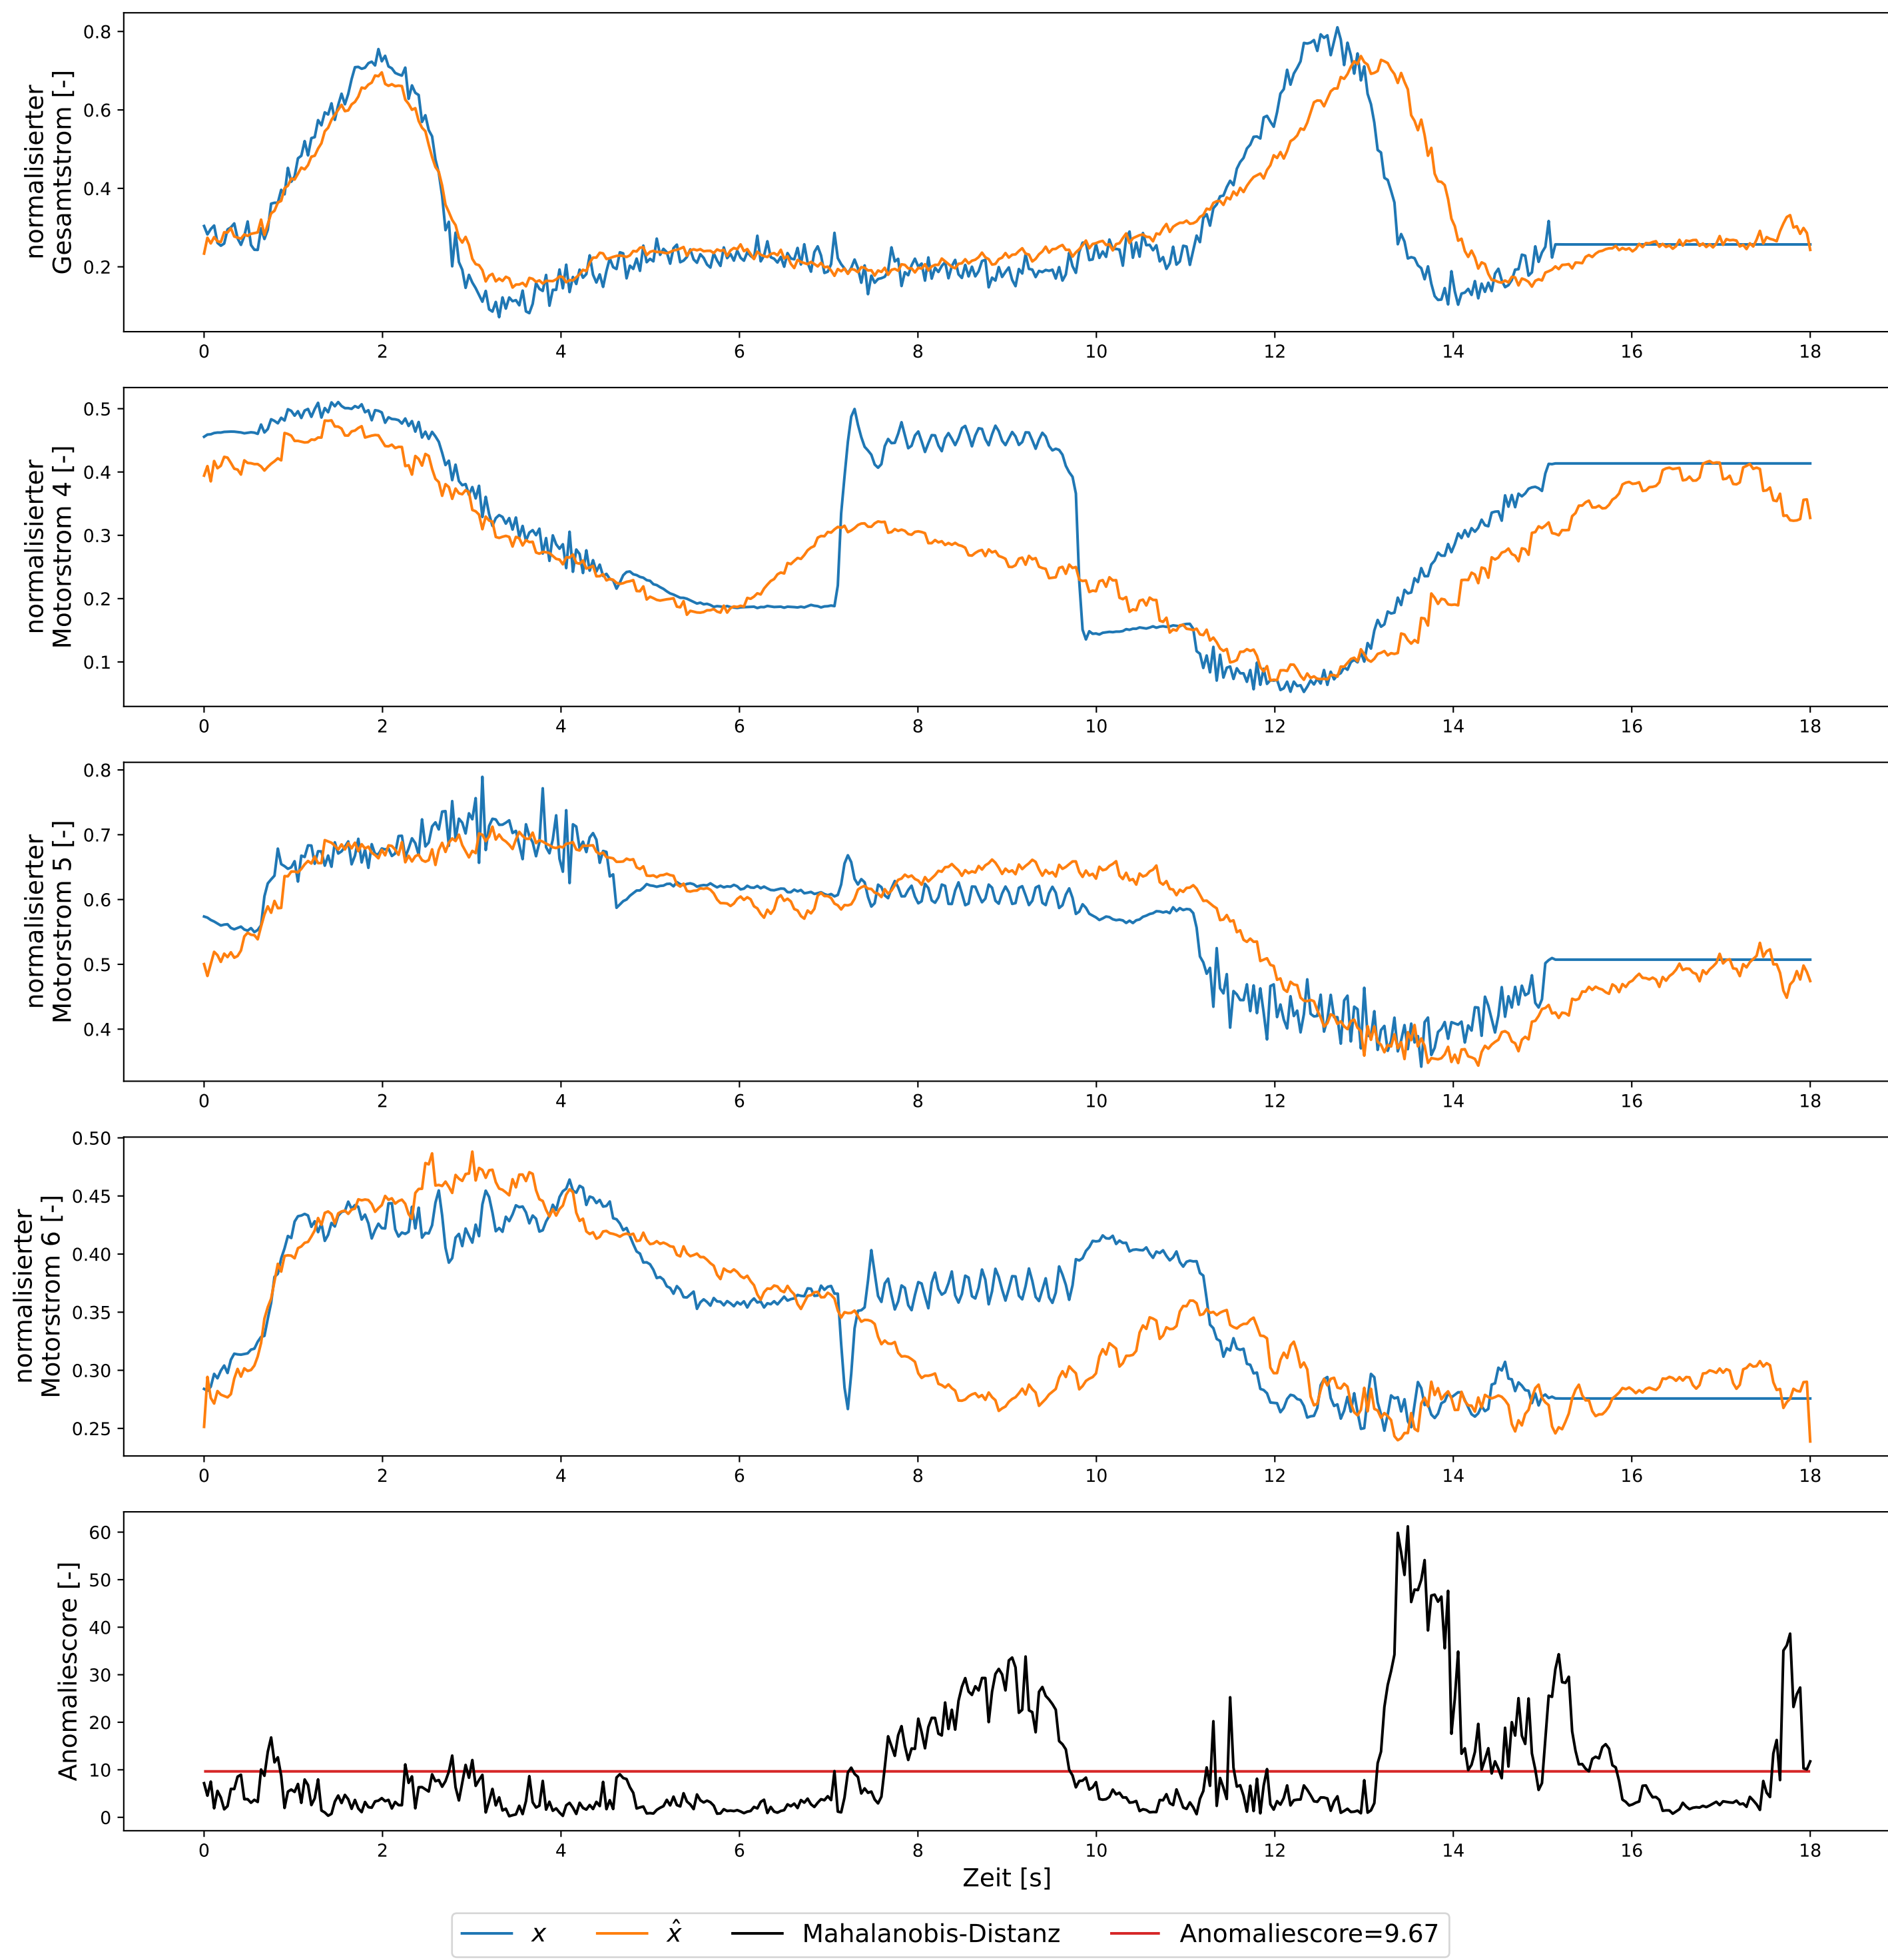 normalisierter
Gesamtstrom [-]
0.8
0.6
0.4
0.2
0 2 4 6 8 10 12 14 16 18
normalisierter
Motorstrom 4 [-]
0.5
0.4
0.3
0.2
0.1
0 2 4 6 8 10 12 14 16 18
normalisierter
Motorstrom 5 [-]
0.8
0.7
0.6
0.5
0.4
0 2 4 6 8 10 12 14 16 18
normalisierter
Motorstrom 6 [-]
0.50
0.45
0.40
0.35
0.30
0.25
0 2 4 6 8 10 12 14 16 18
Anomaliescore [-]
60
50
40
30
20
10
0
0 2 4 6 8 10 12 14 16 18
Zeit [s]
x x̂ Mahalanobis-Distanz Anomaliescore=9.67